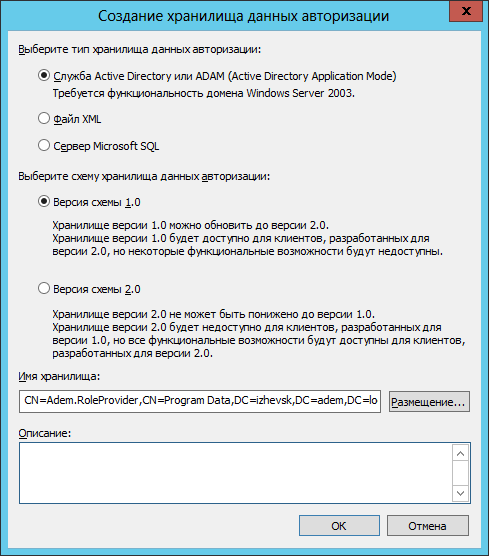 Создание хранилища данных авторизации
x
Выберите тип хранилища данных авторизации:
Служба Active Directory или ADAM (Active Directory Application Mode)
Требуется функциональность домена Windows Server 2003.
Файл XML
Сервер Microsoft SQL
Выберите схему хранилища данных авторизации:
Версия схемы 1.0
Хранилище версии 1.0 можно обновить до версии 2.0.
Хранилище версии 1.0 будет доступно для клиентов, разработанных для
версии 2.0, но некоторые функциональные возможности будут недоступны.
Версия схемы 2.0
Хранилище версии 2.0 не может быть понижено до версии 1.0.
Хранилище версии 2.0 будет недоступно для клиентов, разработанных для
версии 1.0, но все функциональные возможности будут доступны для клиентов,
разработанных для версии 2.0.
Имя хранилища:
CN=Adem.RoleProvider,CN=Program Data,DC=izhevsk,DC=adem,DC=lo
Размещение...
Описание:
ОК
Отмена